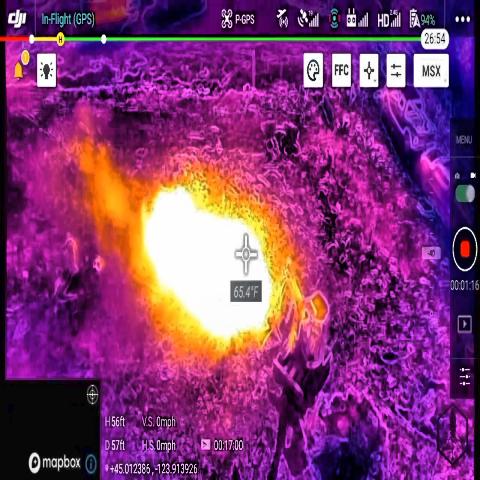 dji In-Flight (GPS) P-GPS HD 94%
H
26:54
FFC MSX
MENU
65.4°F
00:01:16
H 56ft V.S. 0mph
D 57ft H.S. 0mph 00:17:00
+45.012386, -123.913926
mapbox